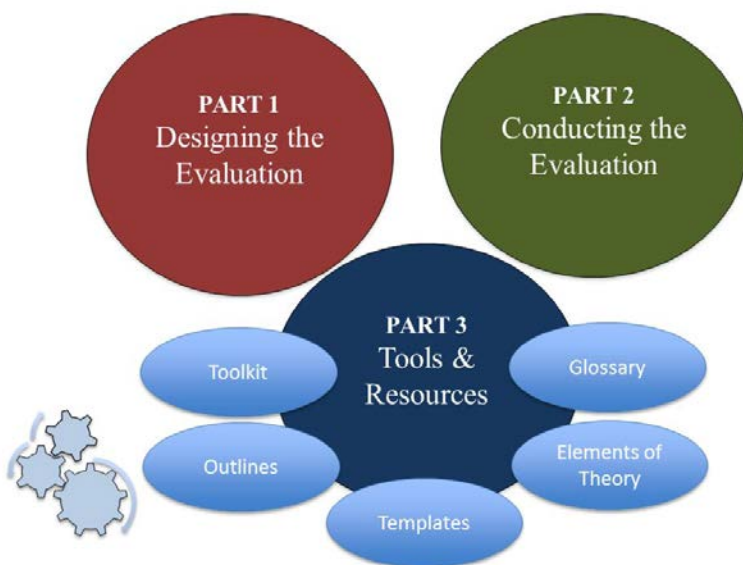 PART 1
Designing the
Evaluation
PART 2
Conducting the
Evaluation
PART 3
Tools &
Resources
Toolkit
Glossary
Outlines
Elements of
Theory
Templates